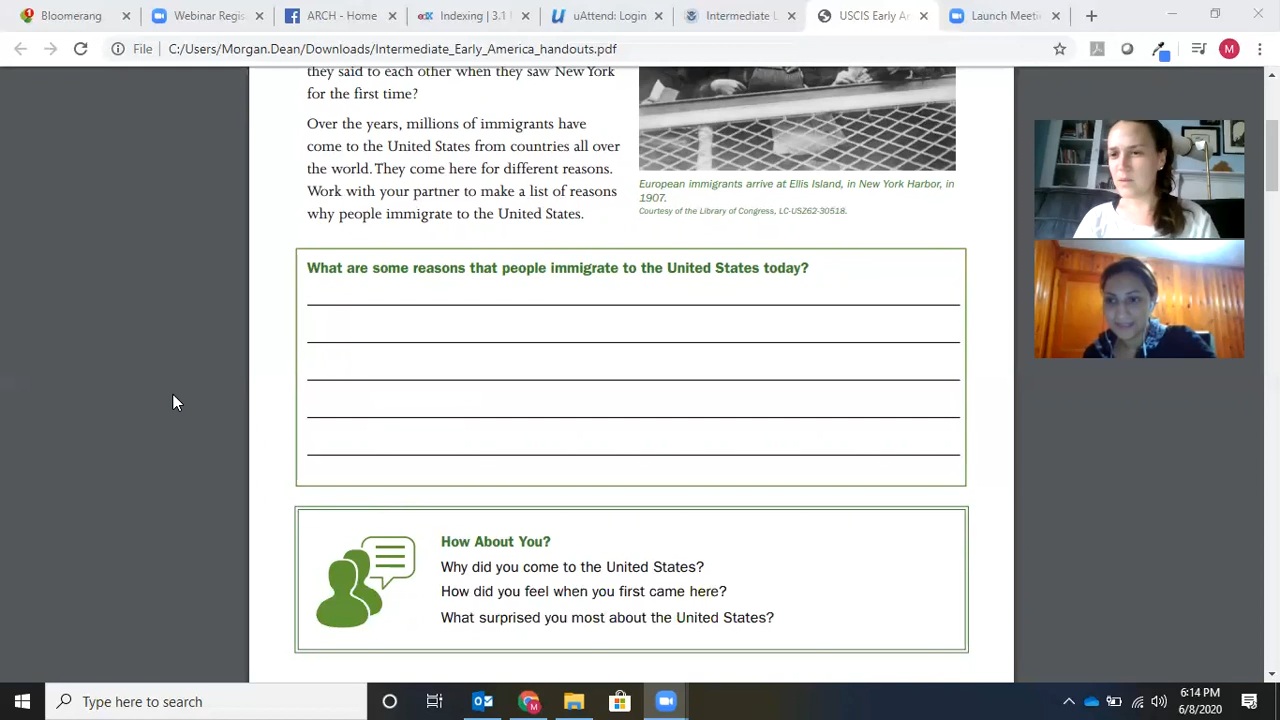 Bloomerang
Webinar Regis
ARCH - Home
Indexing | 3.1
uAttend: Login
Intermediate L
USCIS Early A
Launch Meeti
File
C:/Users/Morgan.Dean/Downloads/Intermediate_Early_America_handouts.pdf
M
they said to each other when they saw New York
for the first time?
Over the years, millions of immigrants have
come to the United States from countries all over
the world. They come here for different reasons.
Work with your partner to make a list of reasons
why people immigrate to the United States.
European immigrants arrive at Ellis Island, in New York Harbor, in
1907.
Courtesy of the Library of Congress, LC-USZ62-30518.
What are some reasons that people immigrate to the United States today?
How About You?
Why did you come to the United States?
How did you feel when you first came here?
What surprised you most about the United States?
Type here to search
6:14 PM
6/8/2020